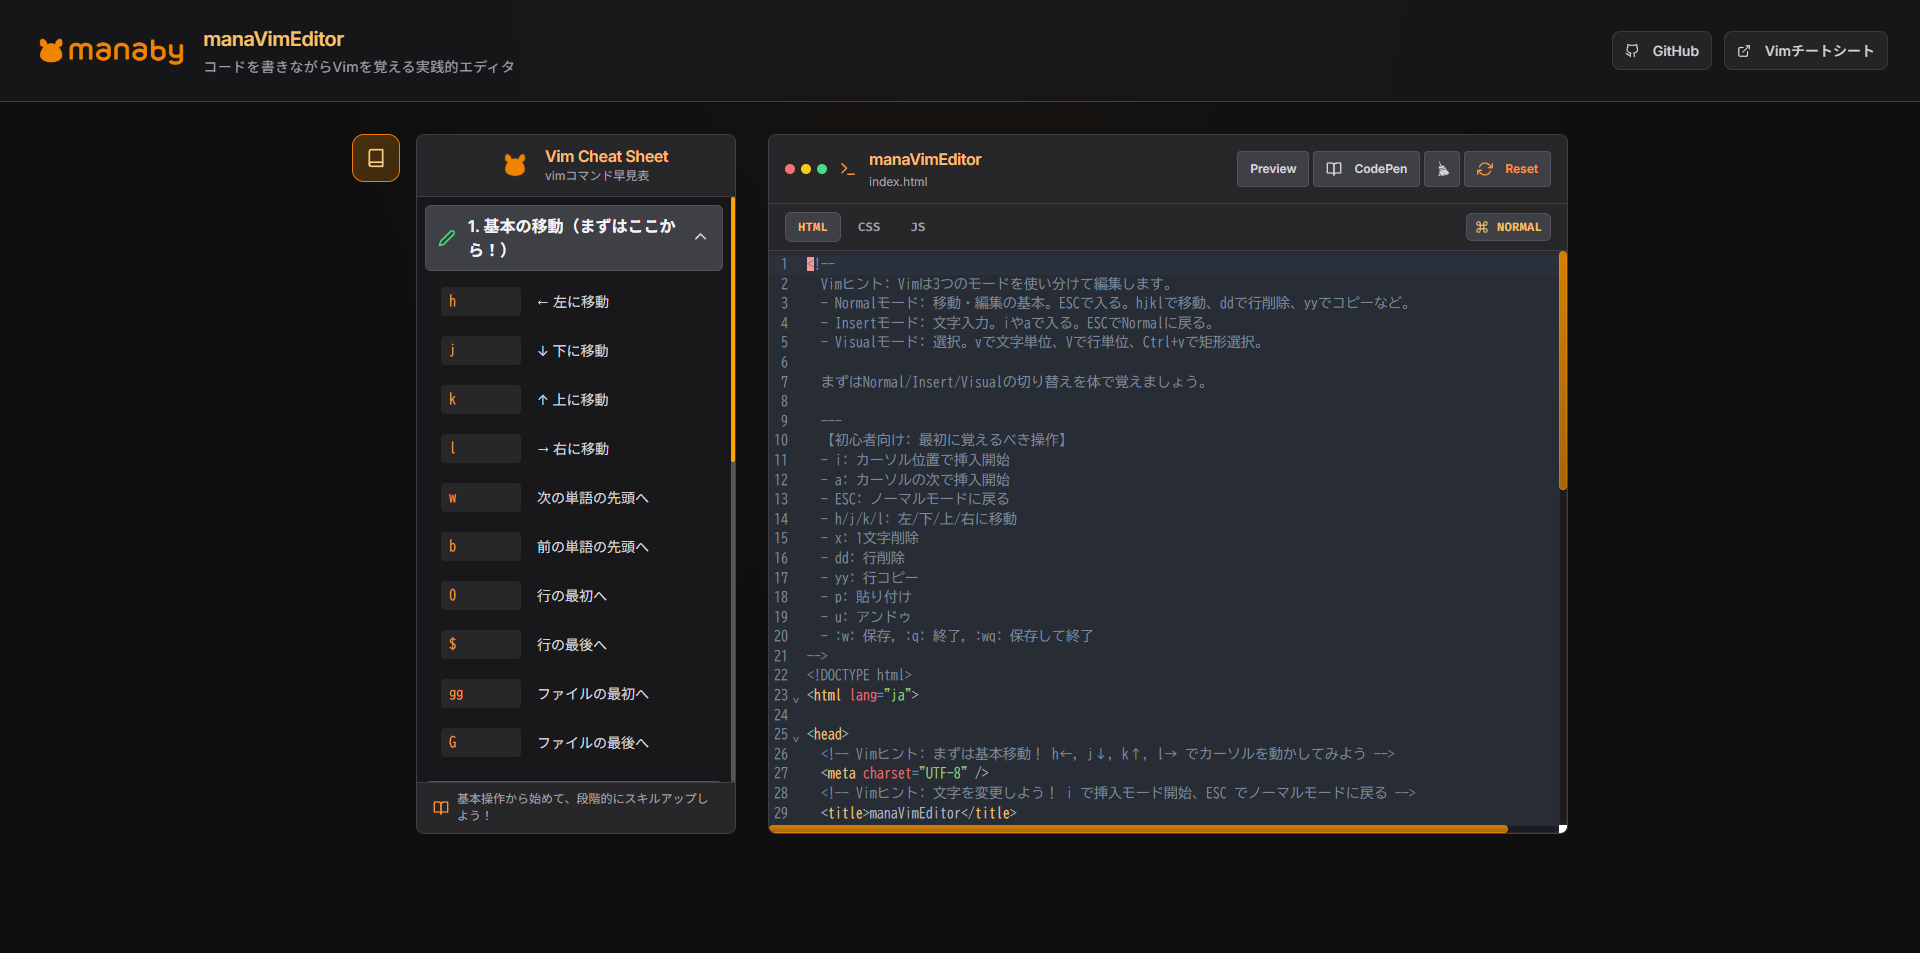 manaby
manaVimEditor
コードを書きながらVimを覚える実践的エディタ
GitHub
Vimチートシート
Vim Cheat Sheet
vimコマンド早見表
1. 基本の移動（まずはここか
ら！）
h ← 左に移動
j ↓ 下に移動
k ↑ 上に移動
l → 右に移動
w 次の単語の先頭へ
b 前の単語の先頭へ
0 行の最初へ
$ 行の最後へ
gg ファイルの最初へ
G ファイルの最後へ
基本操作から始めて、段階的にスキルアップし
よう！
manaVimEditor
index.html
Preview
CodePen
Reset
HTML CSS JS
NORMAL
1 <!--
2 Vimヒント: Vimは3つのモードを使い分けて編集します。
3 - Normalモード: 移動・編集の基本。ESCで入る。hjklで移動、ddで行削除、yyでコピーなど。
4 - Insertモード: 文字入力。iやaで入る。ESCでNormalに戻る。
5 - Visualモード: 選択。vで文字単位、Vで行単位、Ctrl+vで矩形選択。
6
7 まずはNormal/Insert/Visualの切り替えを体で覚えましょう。
8
9 ---
10 【初心者向け: 最初に覚えるべき操作】
11 - i: カーソル位置で挿入開始
12 - a: カーソルの次で挿入開始
13 - ESC: ノーマルモードに戻る
14 - h/j/k/l: 左/下/上/右に移動
15 - x: 1文字削除
16 - dd: 行削除
17 - yy: 行コピー
18 - p: 貼り付け
19 - u: アンドゥ
20 - :w: 保存, :q: 終了, :wq: 保存して終了
21 -->
22 <!DOCTYPE html>
23 <html lang="ja">
24
25 <head>
26 <!-- Vimヒント: まずは基本移動！ h←, j↓, k↑, l→ でカーソルを動かしてみよう -->
27 <meta charset="UTF-8" />
28 <!-- Vimヒント: 文字を変更しよう！ i で挿入モード開始、ESC でノーマルモードに戻る -->
29 <title>manaVimEditor</title>